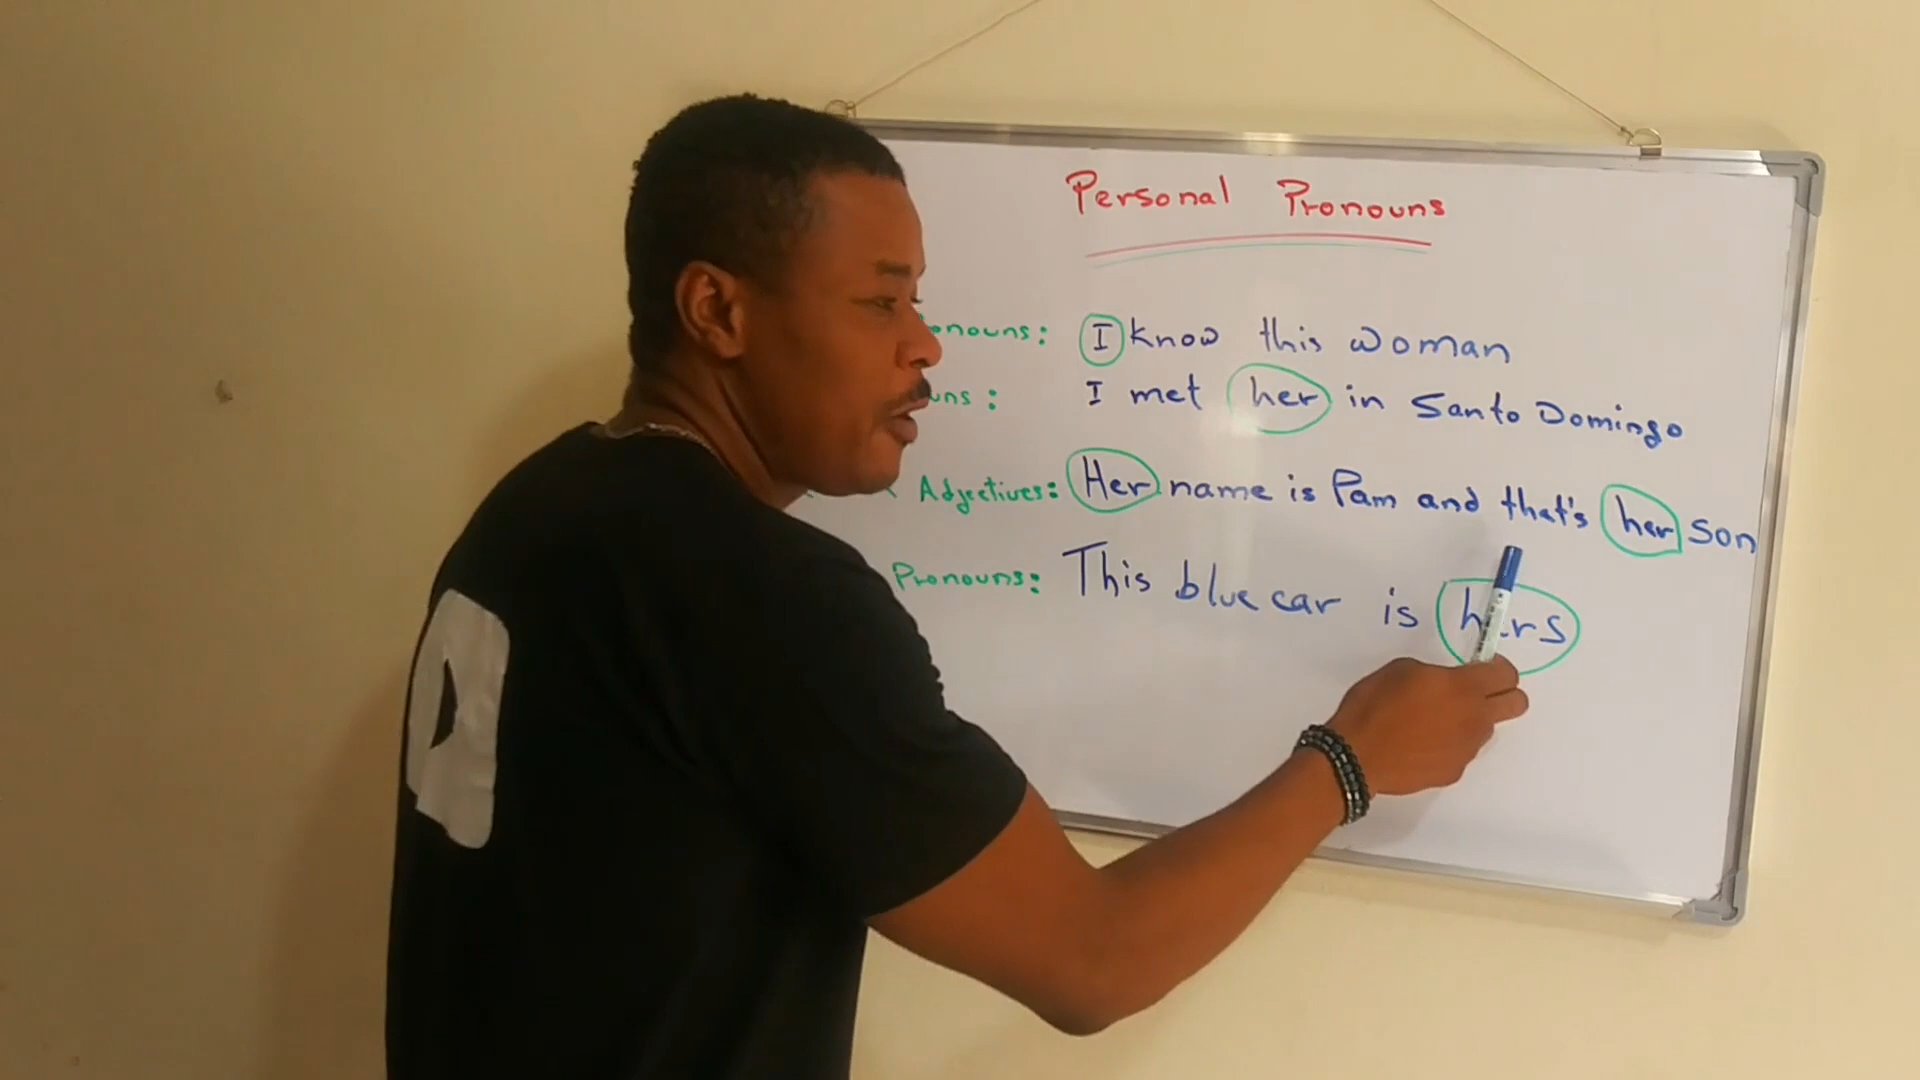 Personal Pronouns
onouns: I know this woman
uns: I met her in Santo Domingo
Adjectives: Her name is Pam and that's her son
Pronouns: This blue car is hers